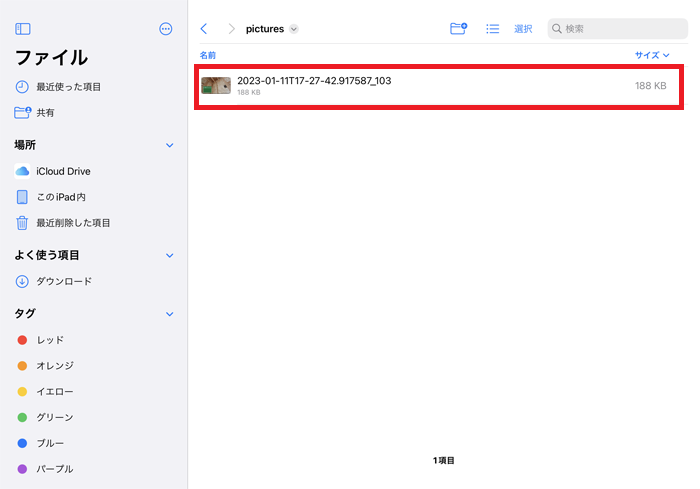 ファイル
最近使った項目
共有
場所
iCloud Drive
このiPad内
最近削除した項目
よく使う項目
ダウンロード
タグ
レッド
オレンジ
イエロー
グリーン
ブルー
パープル
pictures
選択
検索
名前
サイズ
2023-01-11T17-27-42.917587_103
188 KB
188 KB
1項目